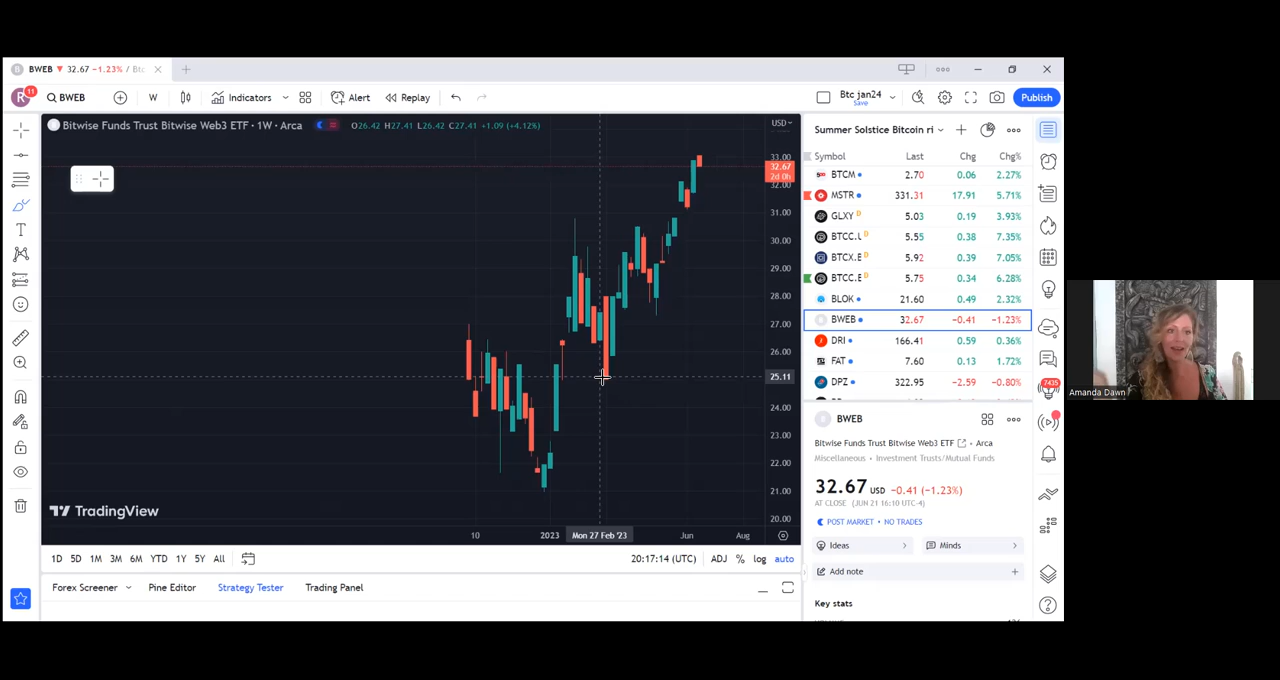 BWEB ▼ 32.67 −1.23% / Btc
R 11 BWEB W Indicators Alert Replay Btc jan24 Save Publish
Bitwise Funds Trust Bitwise Web3 ETF · 1W · Arca O26.42 H27.41 L26.42 C27.41 +1.09 (+4.12%) USD
33.00
32.67
2d 0h
32.00
31.00
30.00
29.00
28.00
27.00
26.00
25.11
24.00
23.00
22.00
21.00
20.00
TradingView
10 2023 Mon 27 Feb '23 Jun Aug
1D 5D 1M 3M 6M YTD 1Y 5Y All 20:17:14 (UTC) ADJ % log auto
Forex Screener Pine Editor Strategy Tester Trading Panel
Summer Solstice Bitcoin ri
Symbol Last Chg Chg%
BTCM 2.70 0.06 2.27%
MSTR 331.31 17.91 5.71%
GLXY D 5.03 0.19 3.93%
BTCC.U D 5.55 0.38 7.35%
BTCX.E D 5.92 0.39 7.05%
BTCC.E D 5.75 0.34 6.28%
BLOK 21.60 0.49 2.32%
BWEB 32.67 −0.41 −1.23%
DRI 166.41 0.59 0.36%
FAT 7.60 0.13 1.72%
DPZ 322.95 −2.59 −0.80%
BWEB
Bitwise Funds Trust Bitwise Web3 ETF · Arca
Miscellaneous · Investment Trusts/Mutual Funds
32.67 USD −0.41 (−1.23%)
AT CLOSE (JUN 21 16:10 UTC-4)
POST MARKET · NO TRADES
Ideas Minds
Add note
Key stats
7435
Amanda Dawn